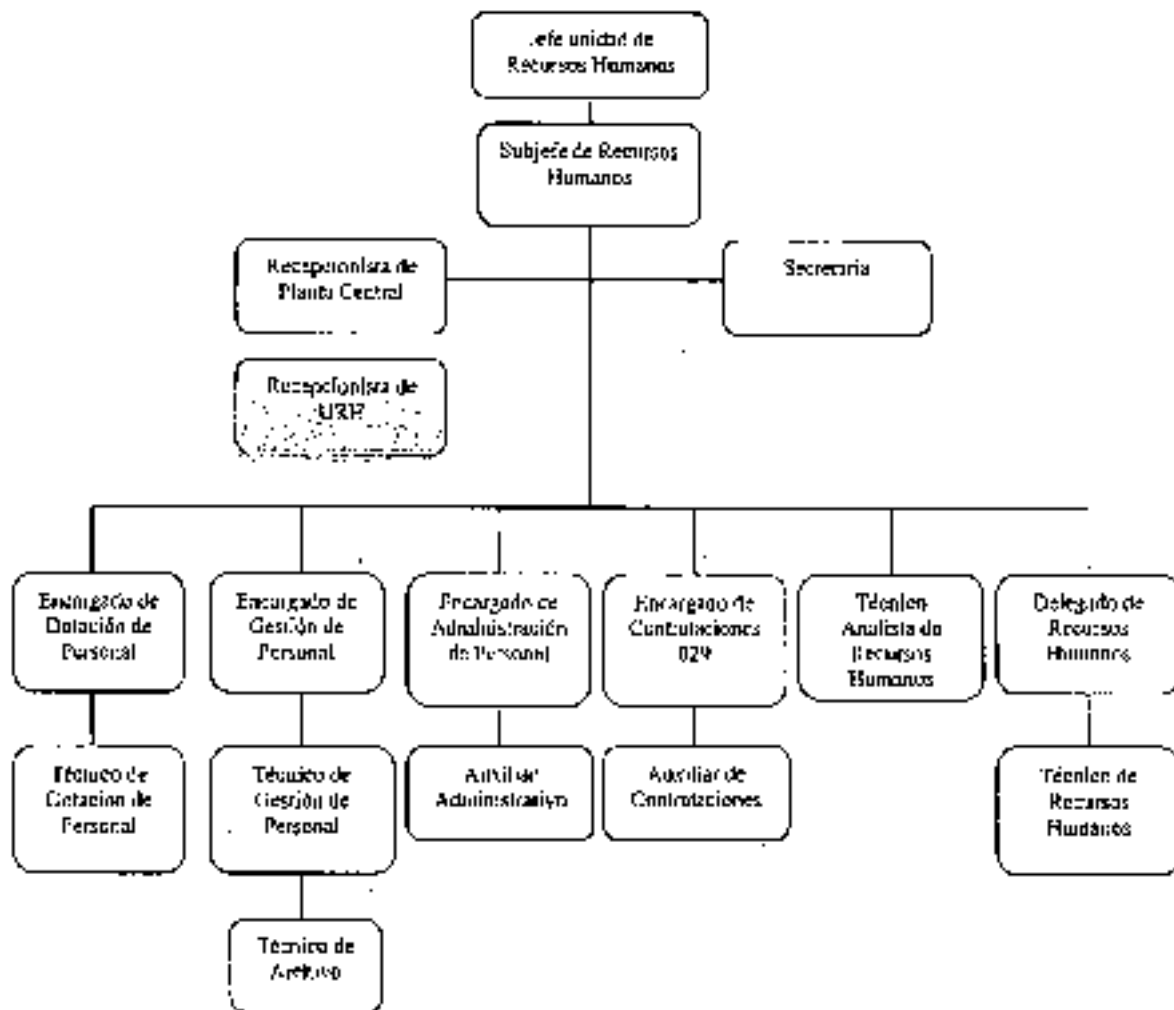 Jefe unidad de
Recursos Humanos
Subjefe de Recursos
Humanos
Recepcionista de
Planta Central
Secretaria
Recepcionista de
URH
Encargado de
Dotación de
Personal
Encargado de
Gestión de
Personal
Encargado de
Administración
de Personal
Encargado de
Contrataciones
029
Técnico
Analista de
Recursos
Humanos
Delegado de
Recursos
Humanos
Técnico de
Dotación de
Personal
Técnico de
Gestión de
Personal
Auxiliar
Administrativo
Auxiliar de
Contrataciones
Técnico de
Recursos
Humanos
Técnico de
Archivo